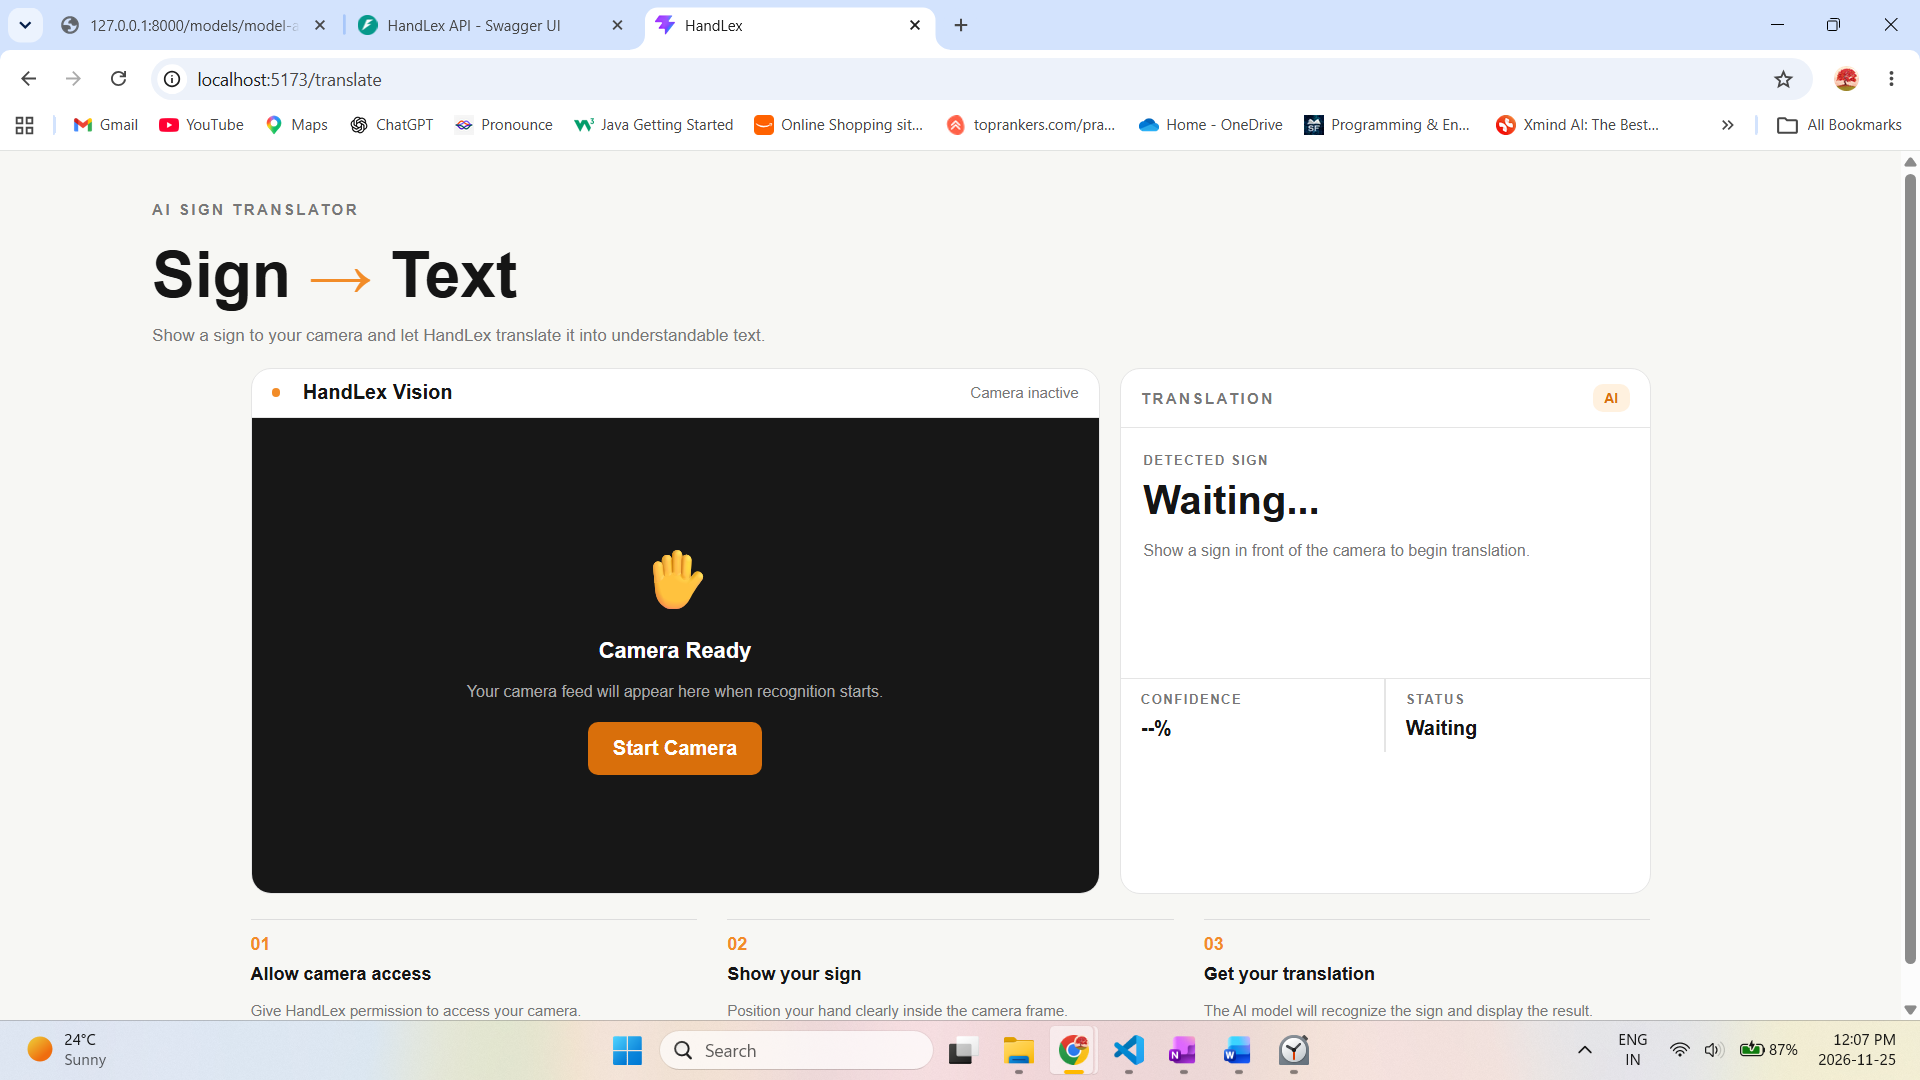 127.0.0.1:8000/models/model-a
HandLex API - Swagger UI
HandLex
localhost:5173/translate
Gmail
YouTube
Maps
ChatGPT
Pronounce
Java Getting Started
Online Shopping sit...
toprankers.com/pra...
Home - OneDrive
Programming & En...
Xmind AI: The Best...
All Bookmarks
AI SIGN TRANSLATOR
Sign → Text
Show a sign to your camera and let HandLex translate it into understandable text.
HandLex Vision
Camera inactive
Camera Ready
Your camera feed will appear here when recognition starts.
Start Camera
TRANSLATION
AI
DETECTED SIGN
Waiting...
Show a sign in front of the camera to begin translation.
CONFIDENCE
--%
STATUS
Waiting
01
Allow camera access
Give HandLex permission to access your camera.
02
Show your sign
Position your hand clearly inside the camera frame.
03
Get your translation
The AI model will recognize the sign and display the result.
24°C
Sunny
Search
ENG
IN
87%
12:07 PM
2026-11-25